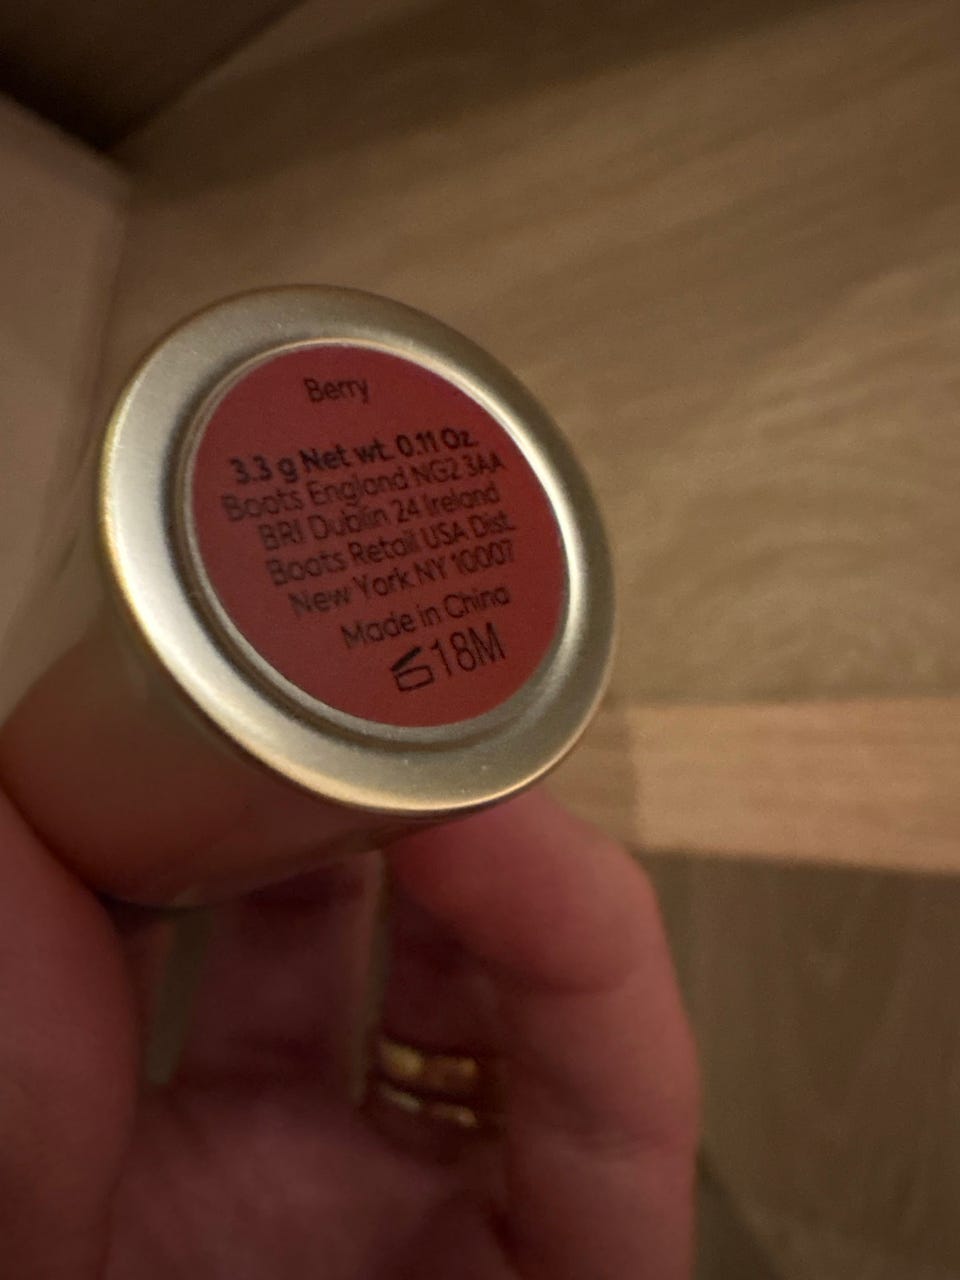 Berry
3.3 g Net wt. 0.11 Oz.
Boots England NG2 3AA
BRI Dublin 24 Ireland
Boots Retail USA Dist.
New York NY 10007
Made in China
18M